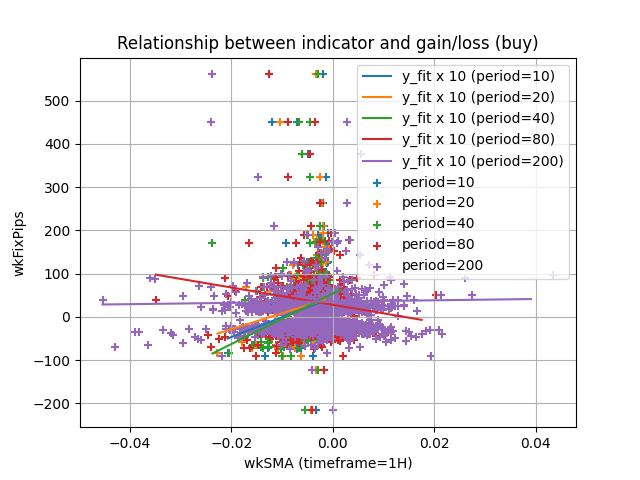 Relationship between indicator and gain/loss (buy)
y_fit x 10 (period=10)
y_fit x 10 (period=20)
y_fit x 10 (period=40)
y_fit x 10 (period=80)
y_fit x 10 (period=200)
period=10
period=20
period=40
period=80
period=200
wkFixPips
500
400
300
200
100
0
−100
−200
−0.04
−0.02
0.00
0.02
0.04
wkSMA (timeframe=1H)